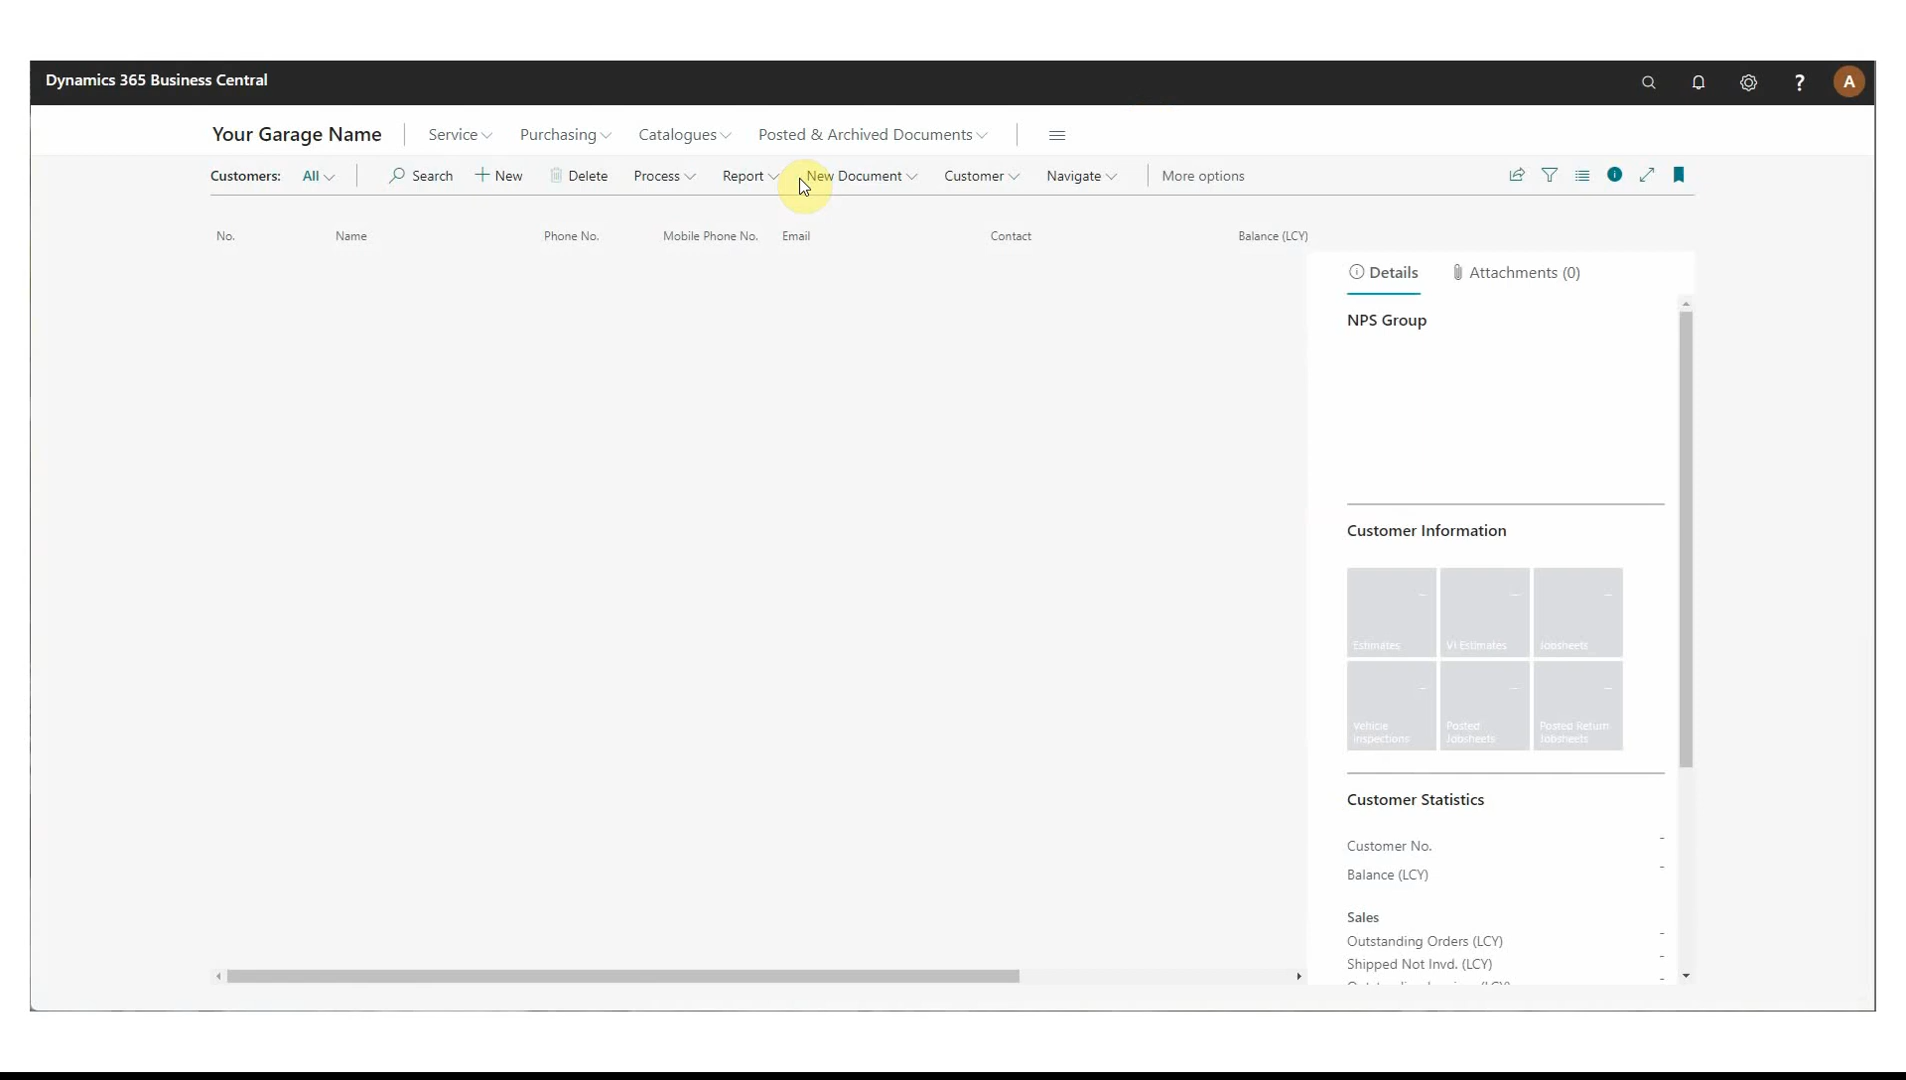 Dynamics 365 Business Central
A
Your Garage Name Service Purchasing Catalogues Posted & Archived Documents
Customers: All Search New Delete Process Report New Document Customer Navigate More options
No. Name Phone No. Mobile Phone No. Email Contact Balance (LCY)
Details Attachments (0)
NPS Group
Customer Information
Estimates VI Estimates Jobsheets
Vehicle Inspections
Posted Jobsheets
Posted Return Jobsheets
Customer Statistics
Customer No. -
Balance (LCY) -
Sales
Outstanding Orders (LCY) -
Shipped Not Invd. (LCY) -